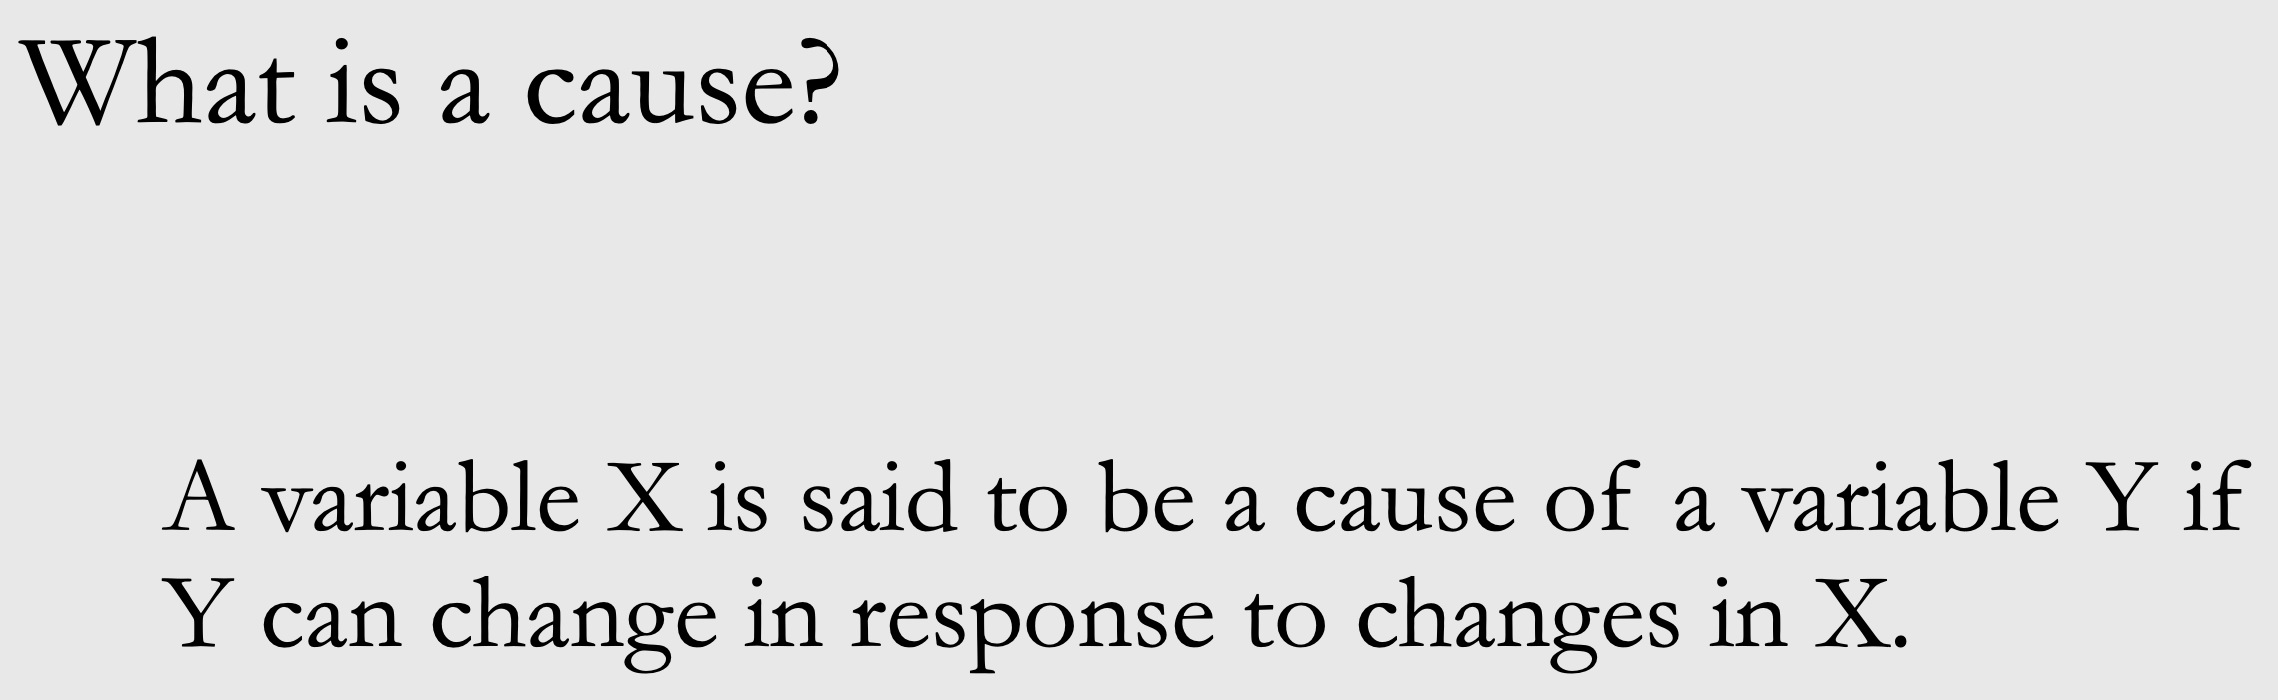 What is a cause?
A variable X is said to be a cause of a variable Y if
Y can change in response to changes in X.